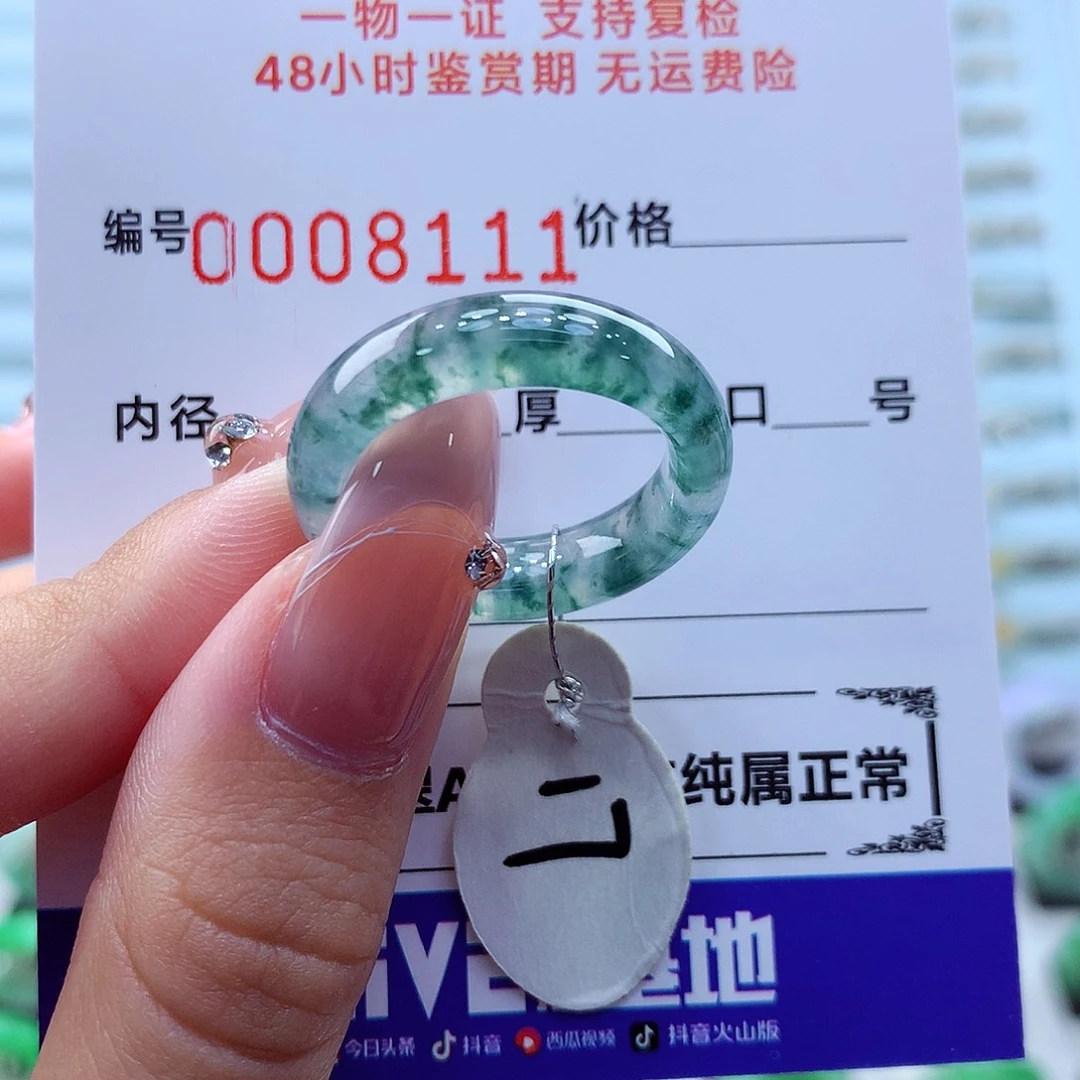 一物一证 支持复检
48小时鉴赏期 无运费险
编号0008111价格
内径 厚 口 号
A 纯属正常
基地
今日头条 抖音 西瓜视频 抖音火山版